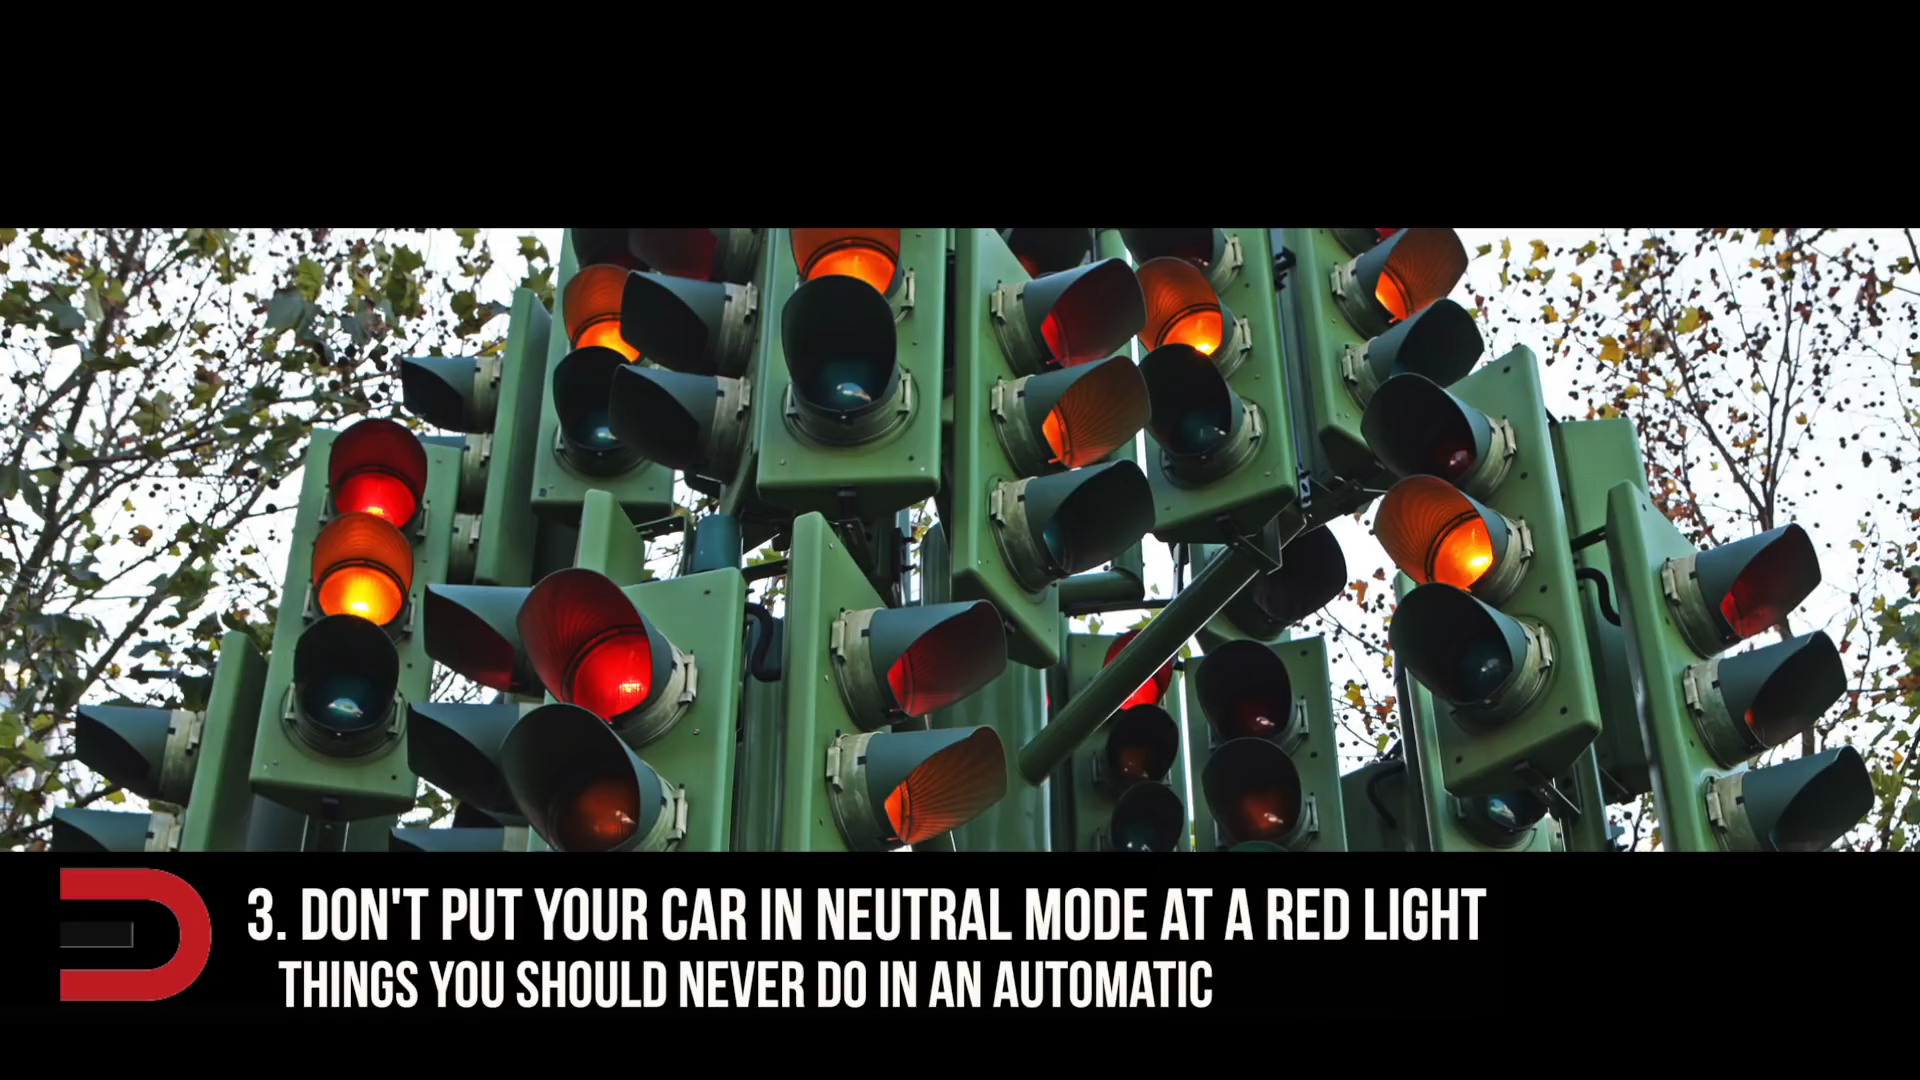 3. DON'T PUT YOUR CAR IN NEUTRAL MODE AT A RED LIGHT
THINGS YOU SHOULD NEVER DO IN AN AUTOMATIC